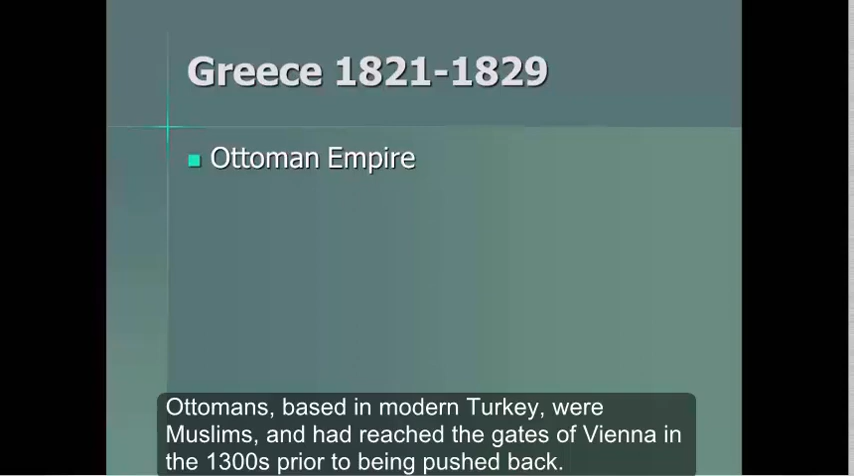 Greece 1821-1829
Ottoman Empire
Ottomans, based in modern Turkey, were
Muslims, and had reached the gates of Vienna in
the 1300s prior to being pushed back.